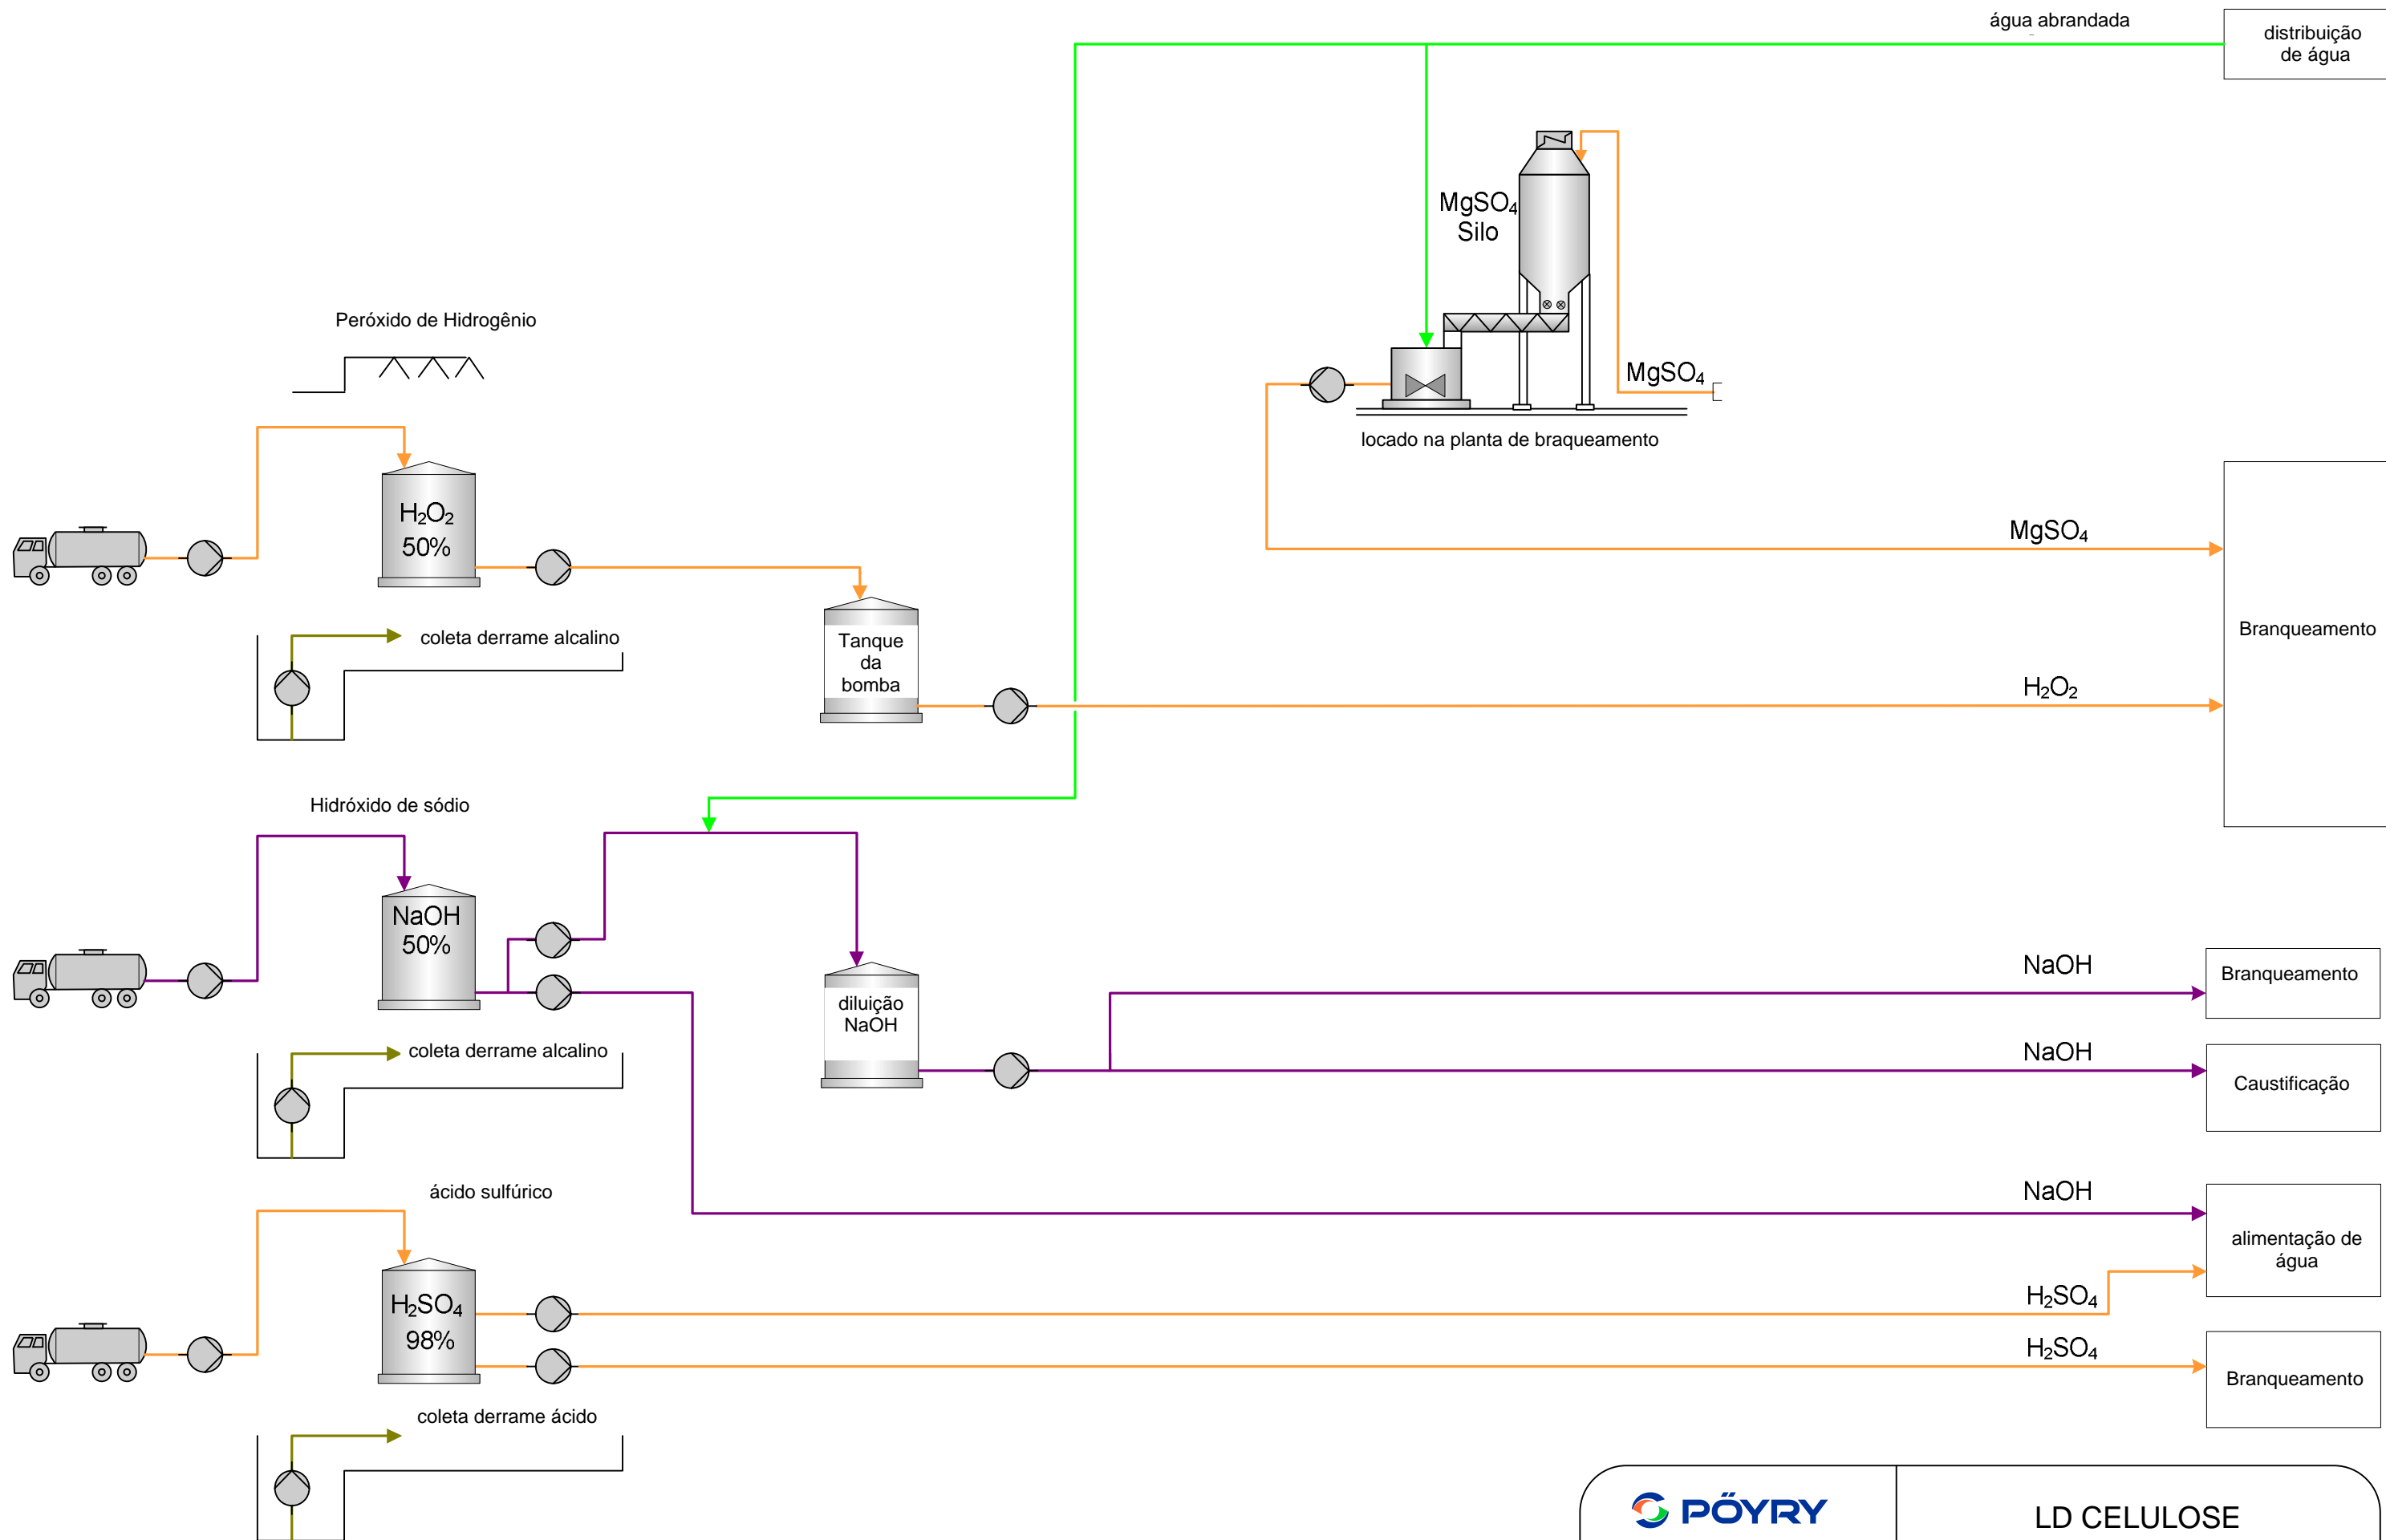 água abrandada
distribuição
de água
MgSO₄
Silo
Peróxido de Hidrogênio
MgSO₄
locado na planta de braqueamento
H₂O₂
50%
MgSO₄
Branqueamento
coleta derrame alcalino
Tanque
da
bomba
H₂O₂
Hidróxido de sódio
NaOH
50%
diluição
NaOH
NaOH
Branqueamento
coleta derrame alcalino
NaOH
Caustificação
ácido sulfúrico
NaOH
alimentação de
água
H₂SO₄
98%
H₂SO₄
H₂SO₄
Branqueamento
coleta derrame ácido
PÖYRY
LD CELULOSE